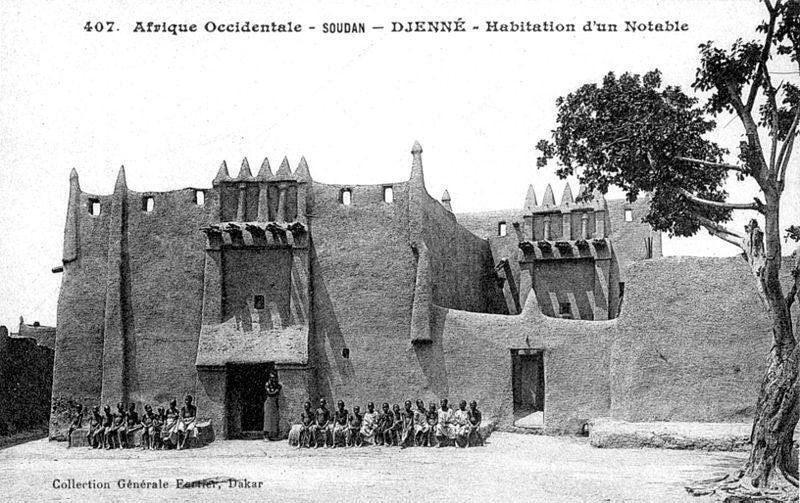 407. Afrique Occidentale - SOUDAN - DJENNÉ - Habitation d'un Notable
Collection Générale Fortier, Dakar